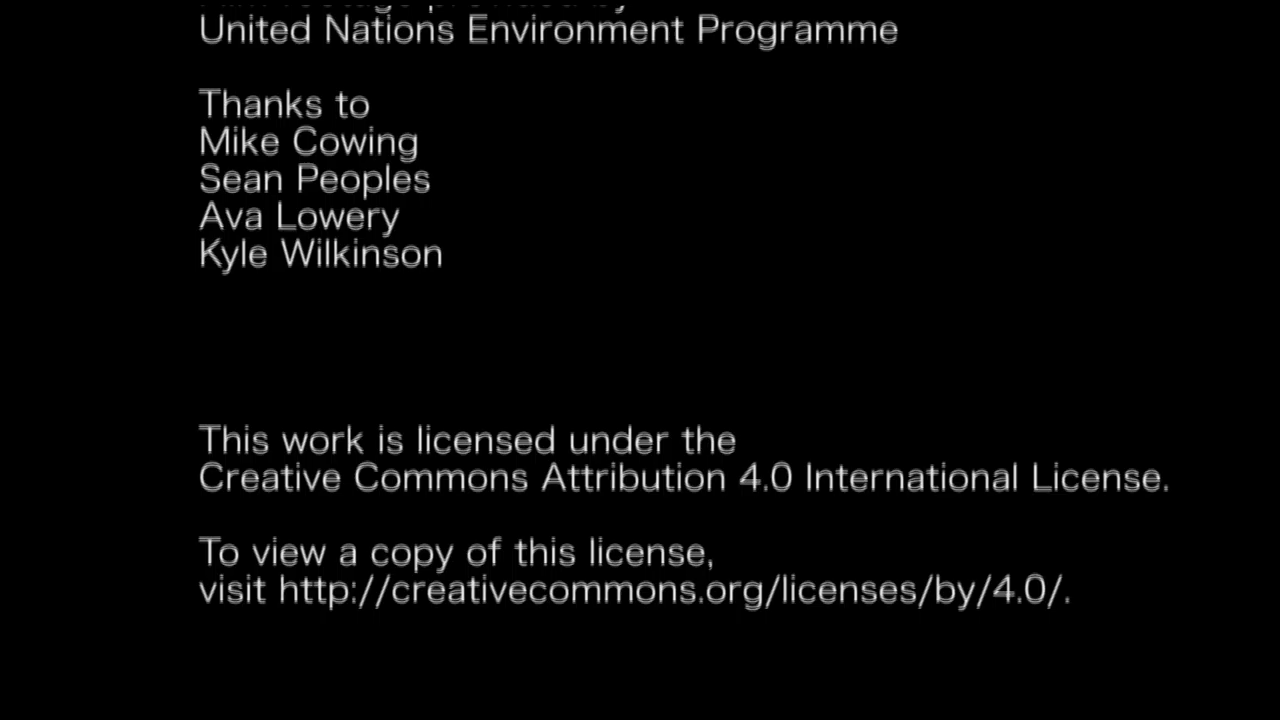 United Nations Environment Programme
Thanks to
Mike Cowing
Sean Peoples
Ava Lowery
Kyle Wilkinson
This work is licensed under the
Creative Commons Attribution 4.0 International License.
To view a copy of this license,
visit http://creativecommons.org/licenses/by/4.0/.